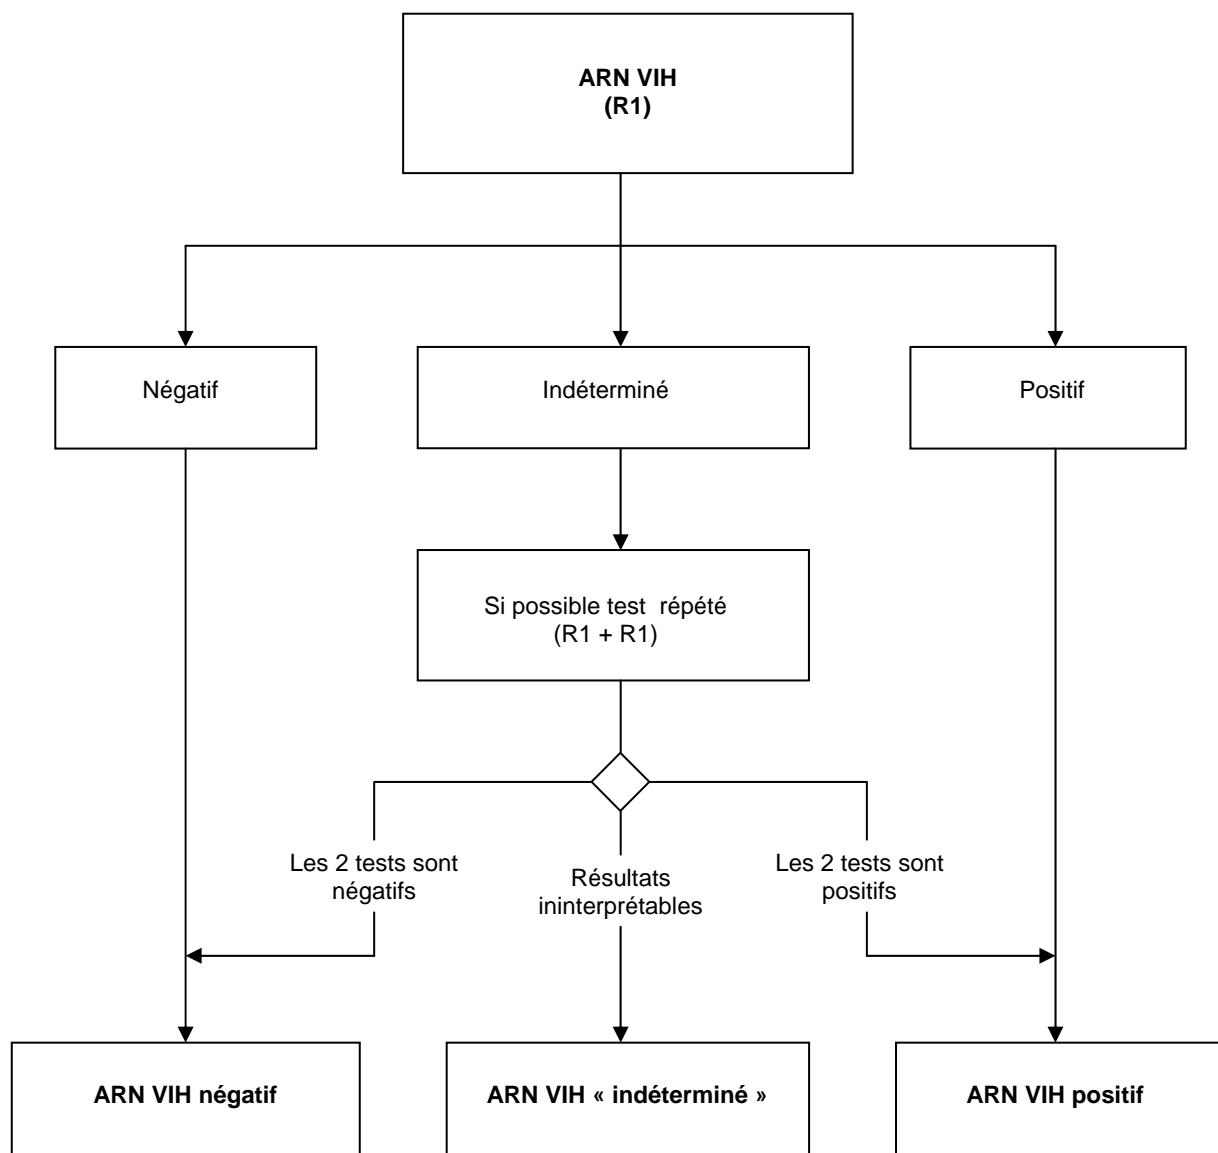 ARN VIH
(R1)
Négatif
Indéterminé
Positif
Si possible test répété
(R1 + R1)
Les 2 tests sont
négatifs
Résultats
ininterprétables
Les 2 tests sont
positifs
ARN VIH négatif
ARN VIH « indéterminé »
ARN VIH positif